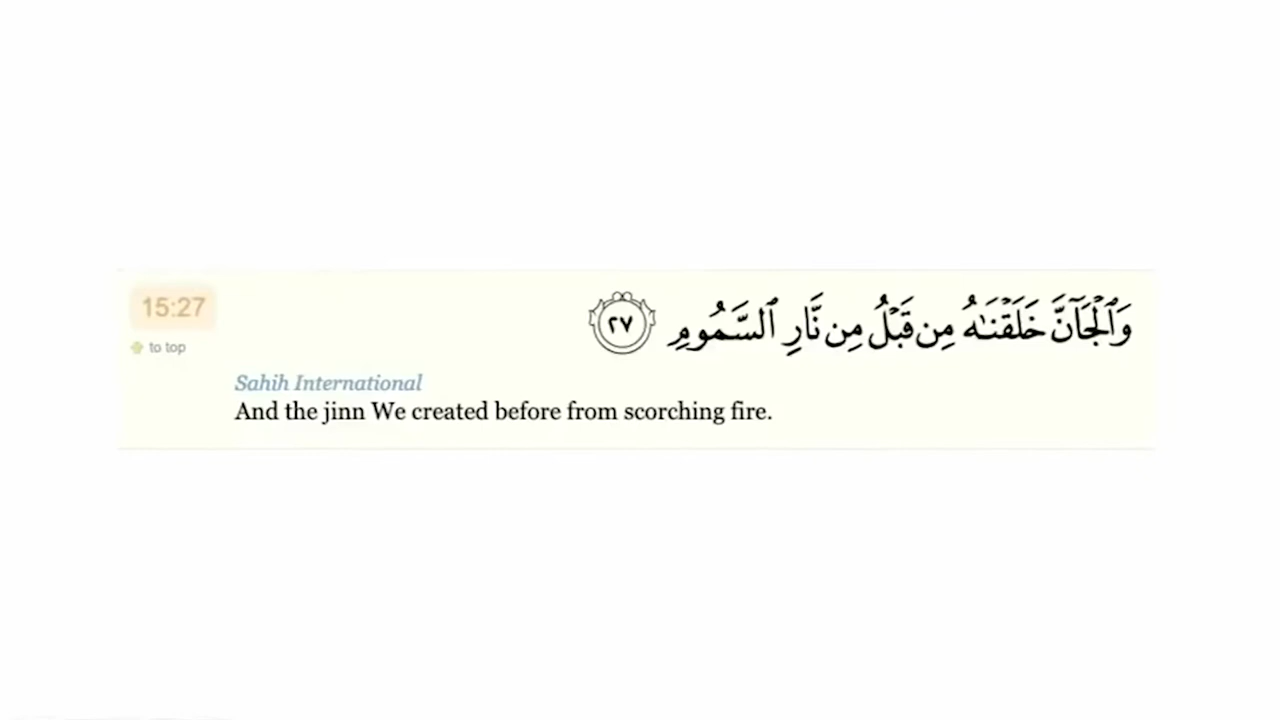 15:27
وَٱلْجَآنَّ خَلَقْنَٰهُ مِن قَبْلُ مِن نَّارِ ٱلسَّمُومِ ٢٧
to top
Sahih International
And the jinn We created before from scorching fire.